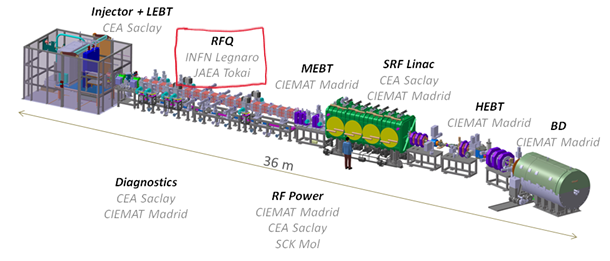 Injector + LEBT
CEA Saclay
RFQ
INFN Legnaro
JAEA Tokai
MEBT
CIEMAT Madrid
SRF Linac
CEA Saclay
CIEMAT Madrid
HEBT
CIEMAT Madrid
BD
CIEMAT Madrid
36 m
Diagnostics
CEA Saclay
CIEMAT Madrid
RF Power
CIEMAT Madrid
CEA Saclay
SCK Mol